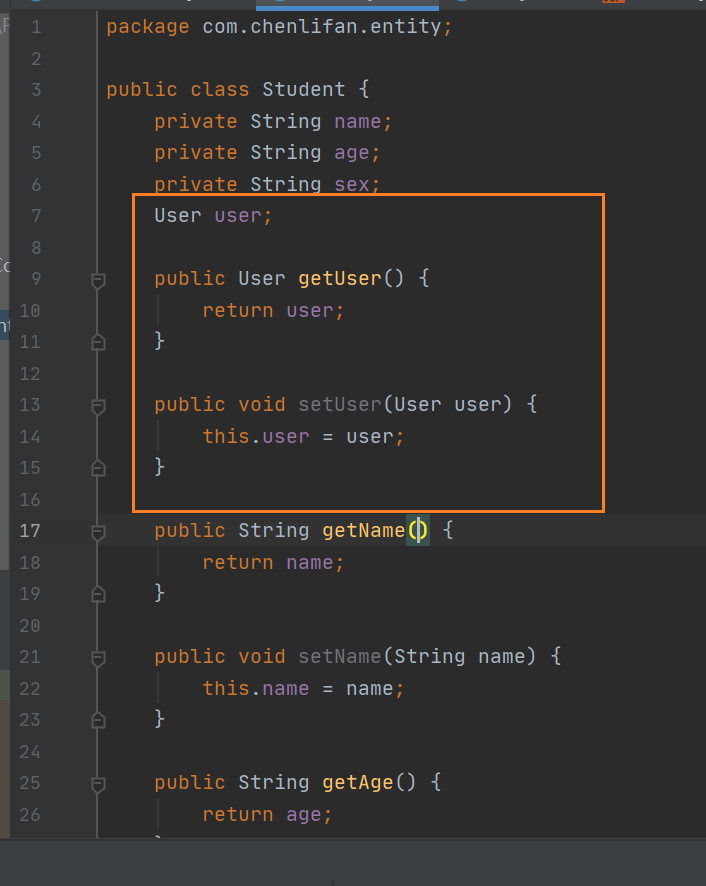 1 package com.chenlifan.entity;
2
3 public class Student {
4 private String name;
5 private String age;
6 private String sex;
7 User user;
8
9 public User getUser() {
10 return user;
11 }
12
13 public void setUser(User user) {
14 this.user = user;
15 }
16
17 public String getName() {
18 return name;
19 }
20
21 public void setName(String name) {
22 this.name = name;
23 }
24
25 public String getAge() {
26 return age;